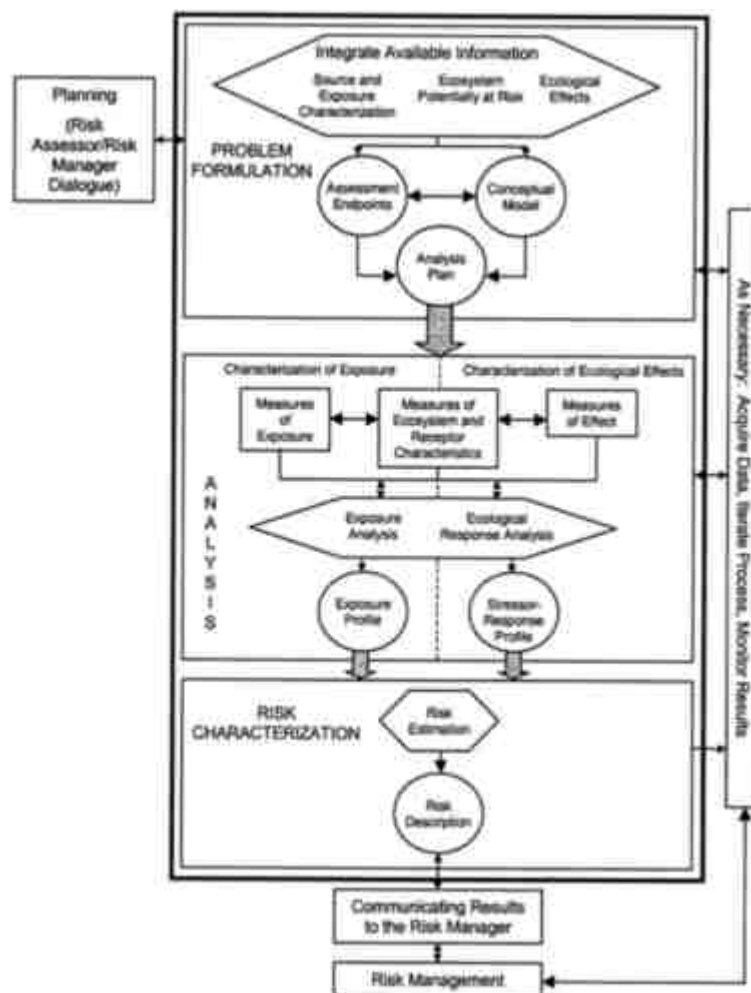 Integrate Available Information
Source and
Exposure
Characterization
Ecosystem
Potentially at Risk
Ecological
Effects
Planning
(Risk
Assessor/Risk
Manager
Dialogue)
PROBLEM
FORMULATION
Assessment
Endpoints
Conceptual
Model
Analysis
Plan
As Necessary: Acquire Data, Iterate Process, Monitor Results
Characterization of Exposure
Characterization of Ecological Effects
Measures
of
Exposure
Measures of
Ecosystem and
Receptor
Characteristics
Measures
of Effect
ANALYSIS
Exposure
Analysis
Ecological
Response Analysis
Exposure
Profile
Stressor-
Response
Profile
RISK
CHARACTERIZATION
Risk
Estimation
Risk
Description
Communicating Results
to the Risk Manager
Risk Management